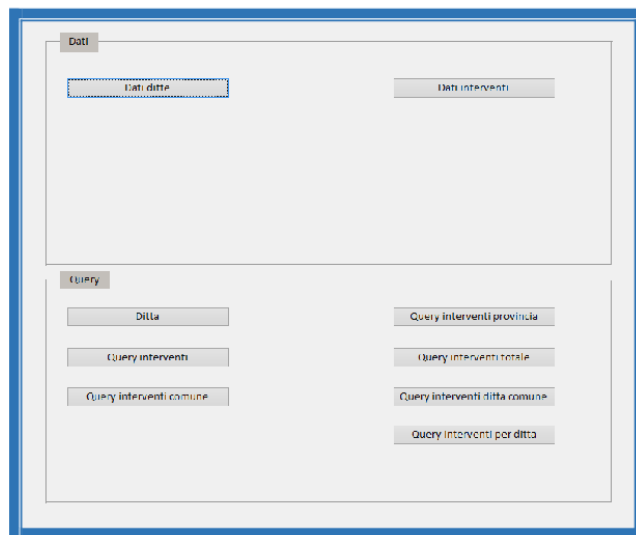 Dati
Dati ditte
Dati interventi
Query
Ditta
Query interventi provincia
Query interventi
Query interventi totale
Query interventi comune
Query interventi ditta comune
Query interventi per ditta